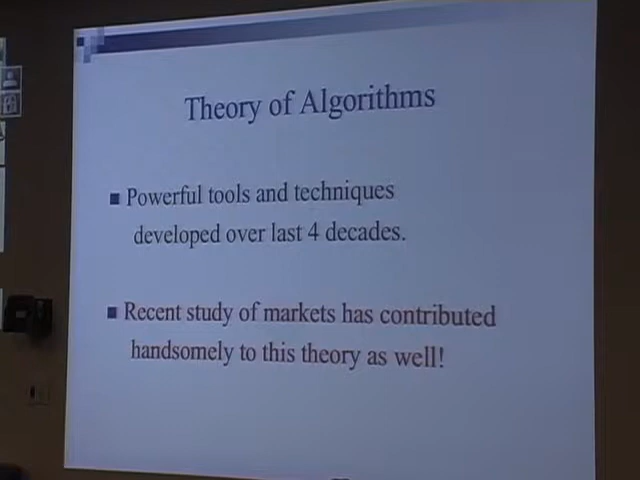 Theory of Algorithms
Powerful tools and techniques
developed over last 4 decades.
Recent study of markets has contributed
handsomely to this theory as well!